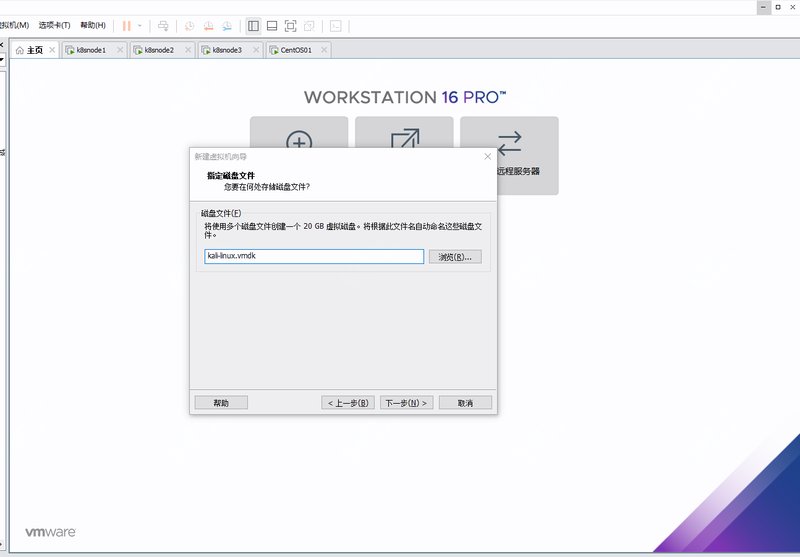 拟机(M) 选项卡(T) 帮助(H)
主页 k8snode1 k8snode2 k8snode3 CentOS01
WORKSTATION 16 PRO™
远程服务器
新建虚拟机向导
指定磁盘文件
您要在何处存储磁盘文件?
磁盘文件(F)
将使用多个磁盘文件创建一个 20 GB 虚拟磁盘。将根据此文件名自动命名这些磁盘文
件。
kali-linux.vmdk 浏览(R)...
帮助 < 上一步(B) 下一步(N) > 取消
vmware